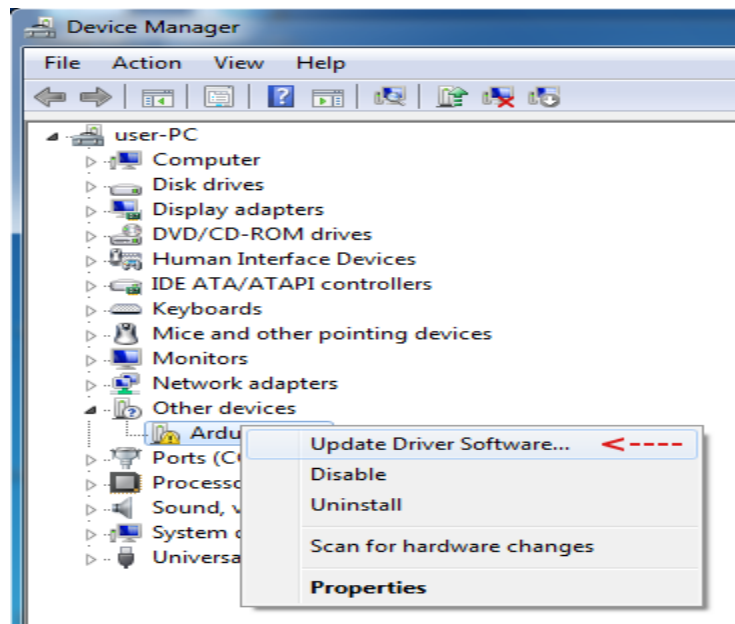 Device Manager
File Action View Help
user-PC
Computer
Disk drives
Display adapters
DVD/CD-ROM drives
Human Interface Devices
IDE ATA/ATAPI controllers
Keyboards
Mice and other pointing devices
Monitors
Network adapters
Other devices
Ardu
Update Driver Software...
Ports (C
Disable
Process
Uninstall
Sound, v
System
Scan for hardware changes
Universa
Properties